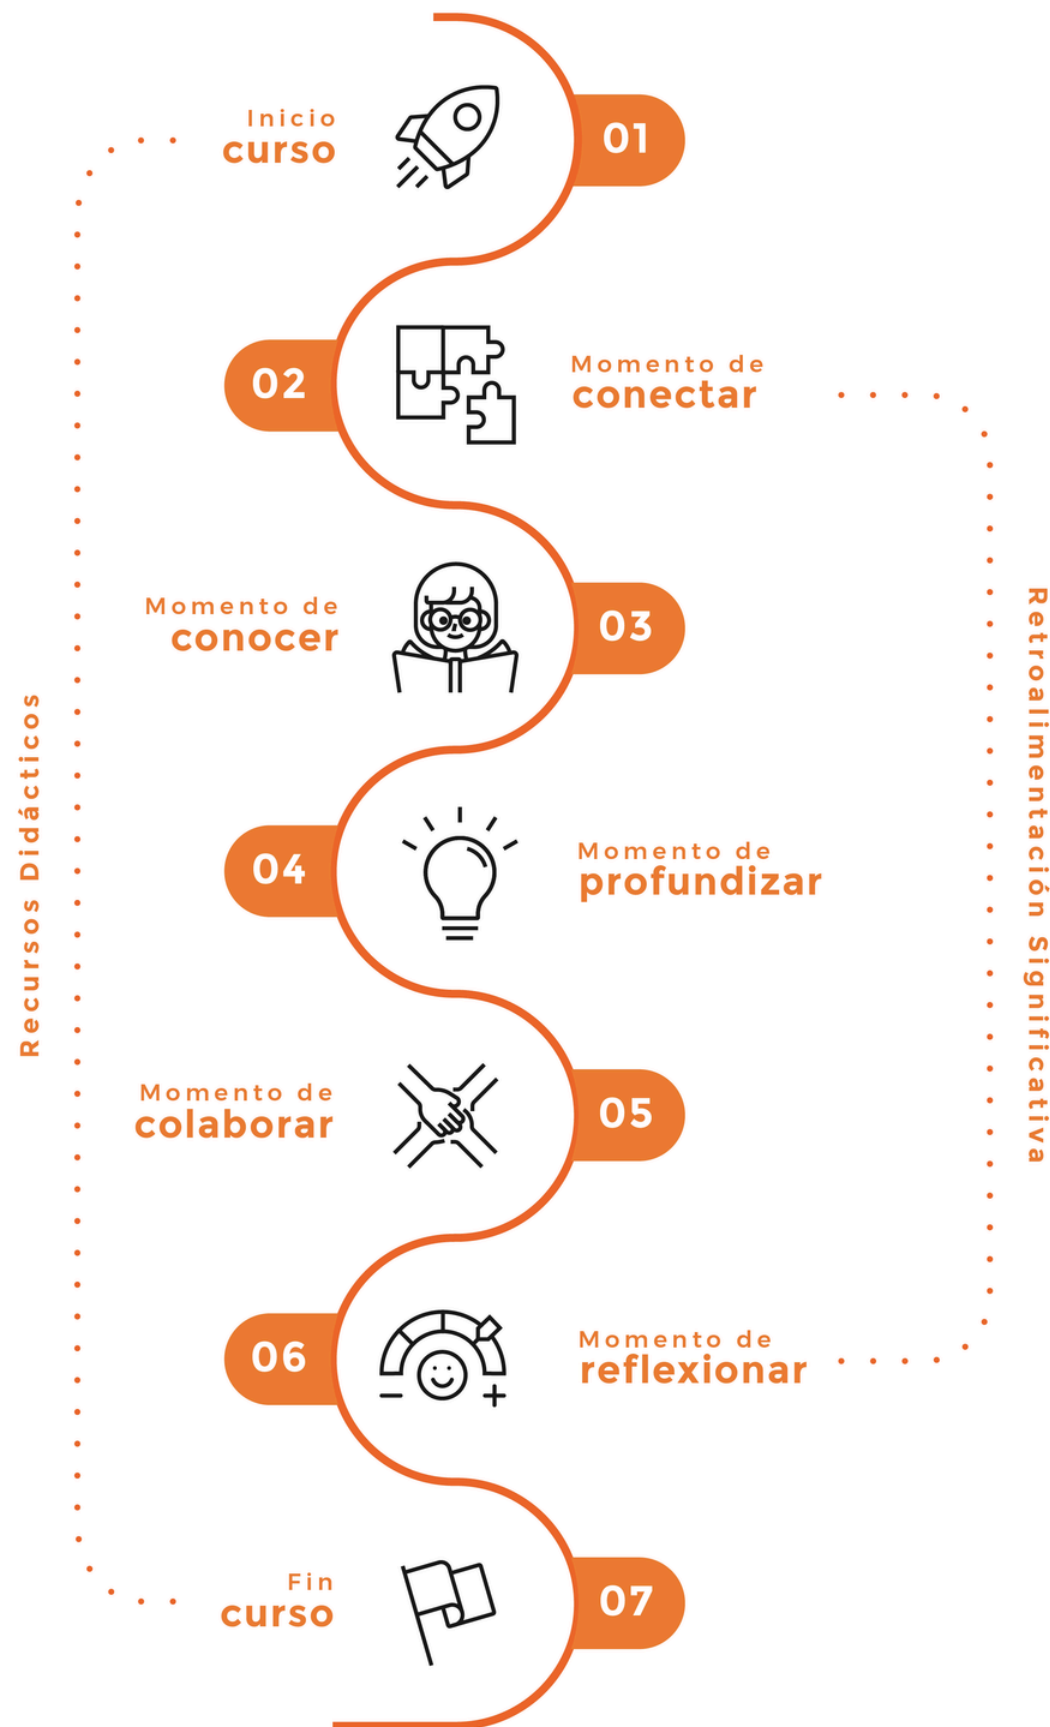 Inicio
curso
01
02
Momento de
conectar
Momento de
conocer
03
04
Momento de
profundizar
Momento de
colaborar
05
06
Momento de
reflexionar
Fin
curso
07
Recursos Didácticos
Retroalimentación Significativa